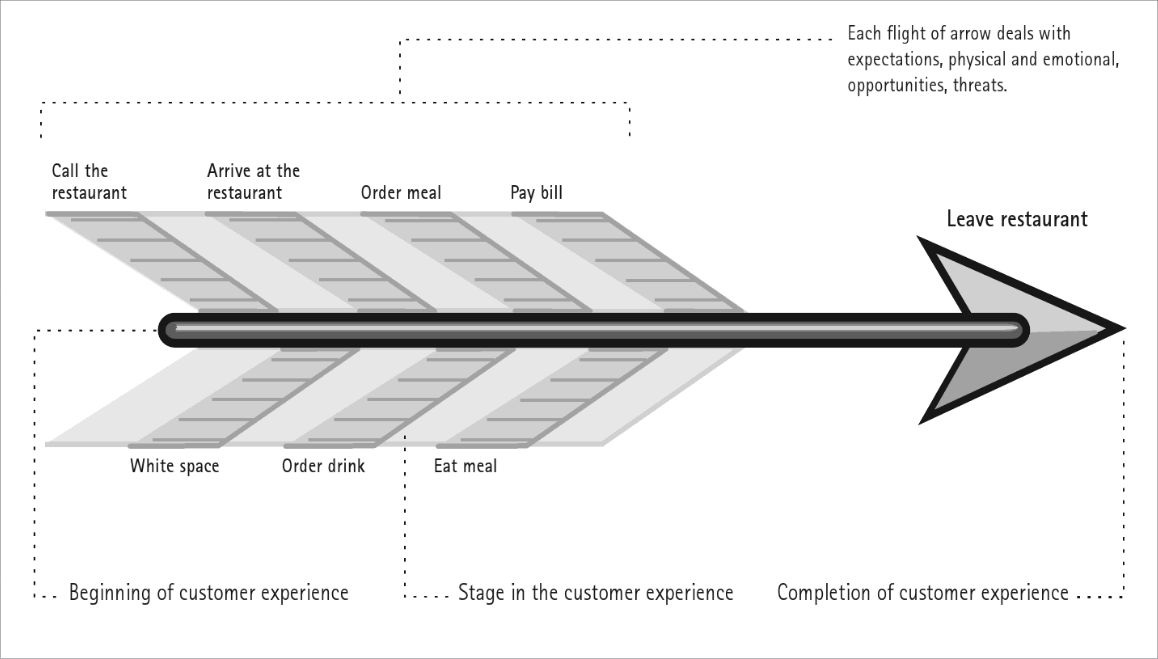 Each flight of arrow deals with
expectations, physical and emotional,
opportunities, threats.
Call the
restaurant
Arrive at the
restaurant
Order meal
Pay bill
Leave restaurant
White space
Order drink
Eat meal
Beginning of customer experience
Stage in the customer experience
Completion of customer experience